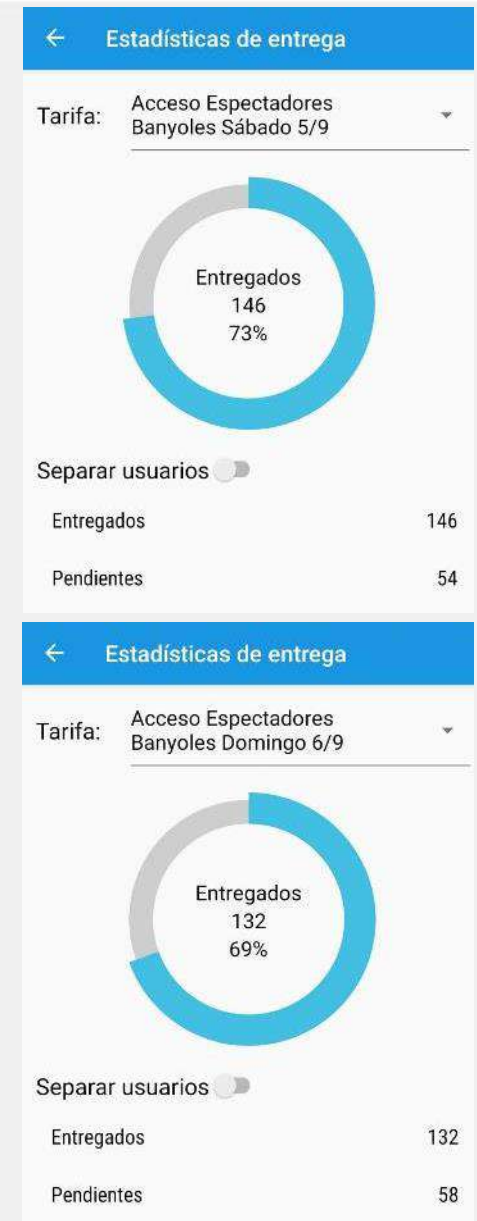 Estadísticas de entrega
Tarifa:
Acceso Espectadores
Banyoles Sábado 5/9
Entregados
146
73%
Separar usuarios
Entregados 146
Pendientes 54
Estadísticas de entrega
Tarifa:
Acceso Espectadores
Banyoles Domingo 6/9
Entregados
132
69%
Separar usuarios
Entregados 132
Pendientes 58